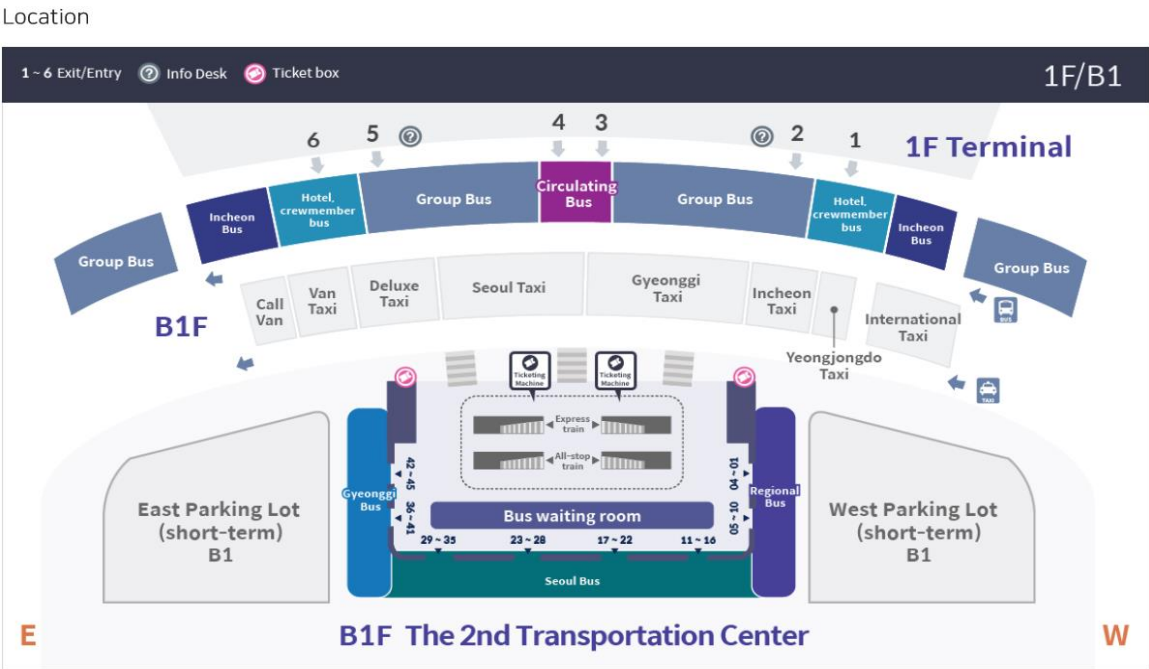 Location
1 ~ 6 Exit/Entry
Info Desk
Ticket box
1F/B1
6
5
4
3
2
1
1F Terminal
Group Bus
Incheon
Bus
Hotel,
crewmember
bus
Group Bus
Circulating
Bus
Group Bus
Hotel,
crewmember
bus
Incheon
Bus
Group Bus
B1F
Call
Van
Van
Taxi
Deluxe
Taxi
Seoul Taxi
Gyeonggi
Taxi
Incheon
Taxi
Yeongjongdo
Taxi
International
Taxi
BUS
TAXI
Ticketing
Machine
Ticketing
Machine
Express
train
All-stop
train
42 ~ 45
36 ~ 41
04 ~ 01
05 ~ 10
Gyeonggi
Bus
Regional
Bus
Bus waiting room
29 ~ 35
23 ~ 28
17 ~ 22
11 ~ 16
Seoul Bus
East Parking Lot
(short-term)
B1
West Parking Lot
(short-term)
B1
E
B1F The 2nd Transportation Center
W